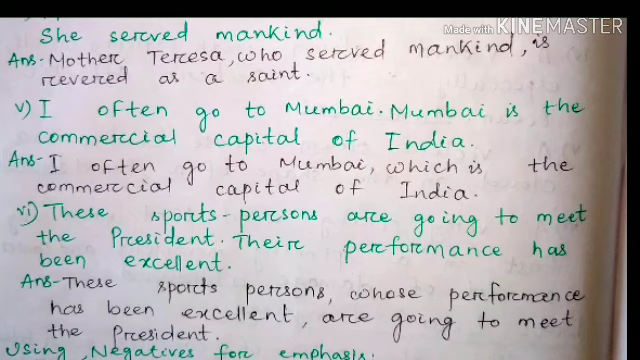 Made with KINEMASTER
She served mankind.
Ans- Mother Teresa, who served mankind, is
revered as a saint.
v) I often go to Mumbai. Mumbai is the
commercial capital of India.
Ans- I often go to Mumbai, which is the
commercial capital of India.
vi) These sports-persons are going to meet
the President. Their performance has
been excellent.
Ans- These sports persons, whose performance
has been excellent, are going to meet
the President.
Using Negatives for emphasis.